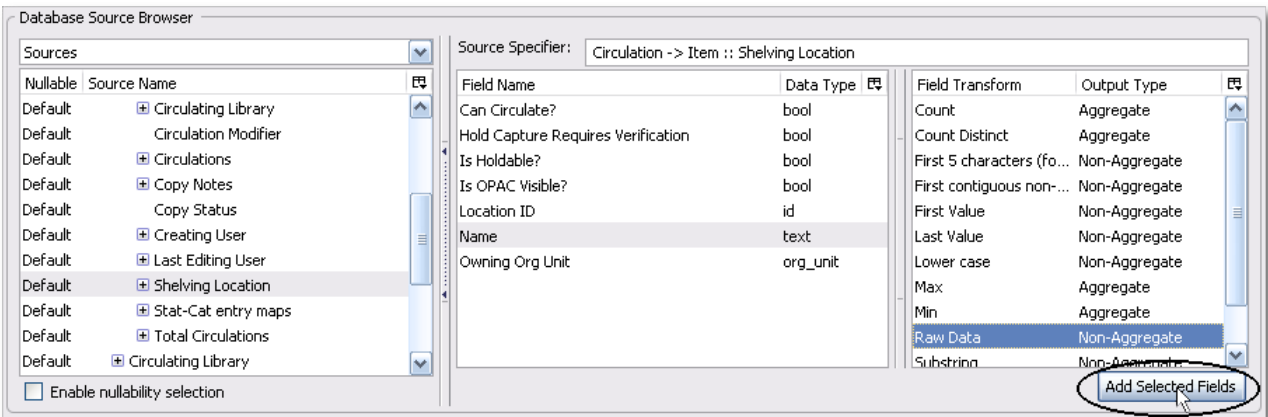 Database Source Browser
Sources
Nullable Source Name
Default Circulating Library
Default Circulation Modifier
Default Circulations
Default Copy Notes
Default Copy Status
Default Creating User
Default Last Editing User
Default Shelving Location
Default Stat-Cat entry maps
Default Total Circulations
Default Circulating Library
Enable nullability selection
Source Specifier: Circulation -> Item :: Shelving Location
Field Name Data Type
Can Circulate? bool
Hold Capture Requires Verification bool
Is Holdable? bool
Is OPAC Visible? bool
Location ID id
Name text
Owning Org Unit org_unit
Field Transform Output Type
Count Aggregate
Count Distinct Aggregate
First 5 characters (fo... Non-Aggregate
First contiguous non-... Non-Aggregate
First Value Non-Aggregate
Last Value Non-Aggregate
Lower case Non-Aggregate
Max Aggregate
Min Aggregate
Raw Data Non-Aggregate
Substring Non-Aggregate
Add Selected Fields